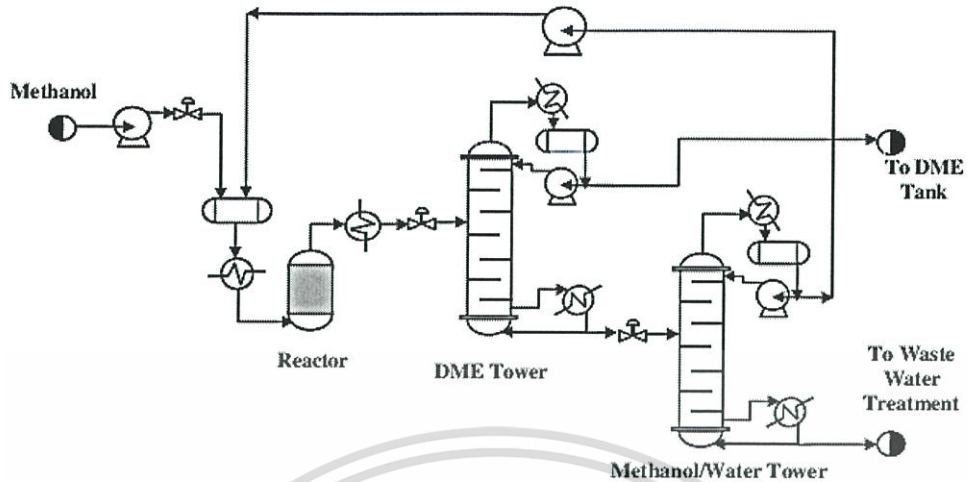 Methanol
To DME
Tank
Reactor
DME Tower
To Waste
Water
Treatment
Methanol/Water Tower